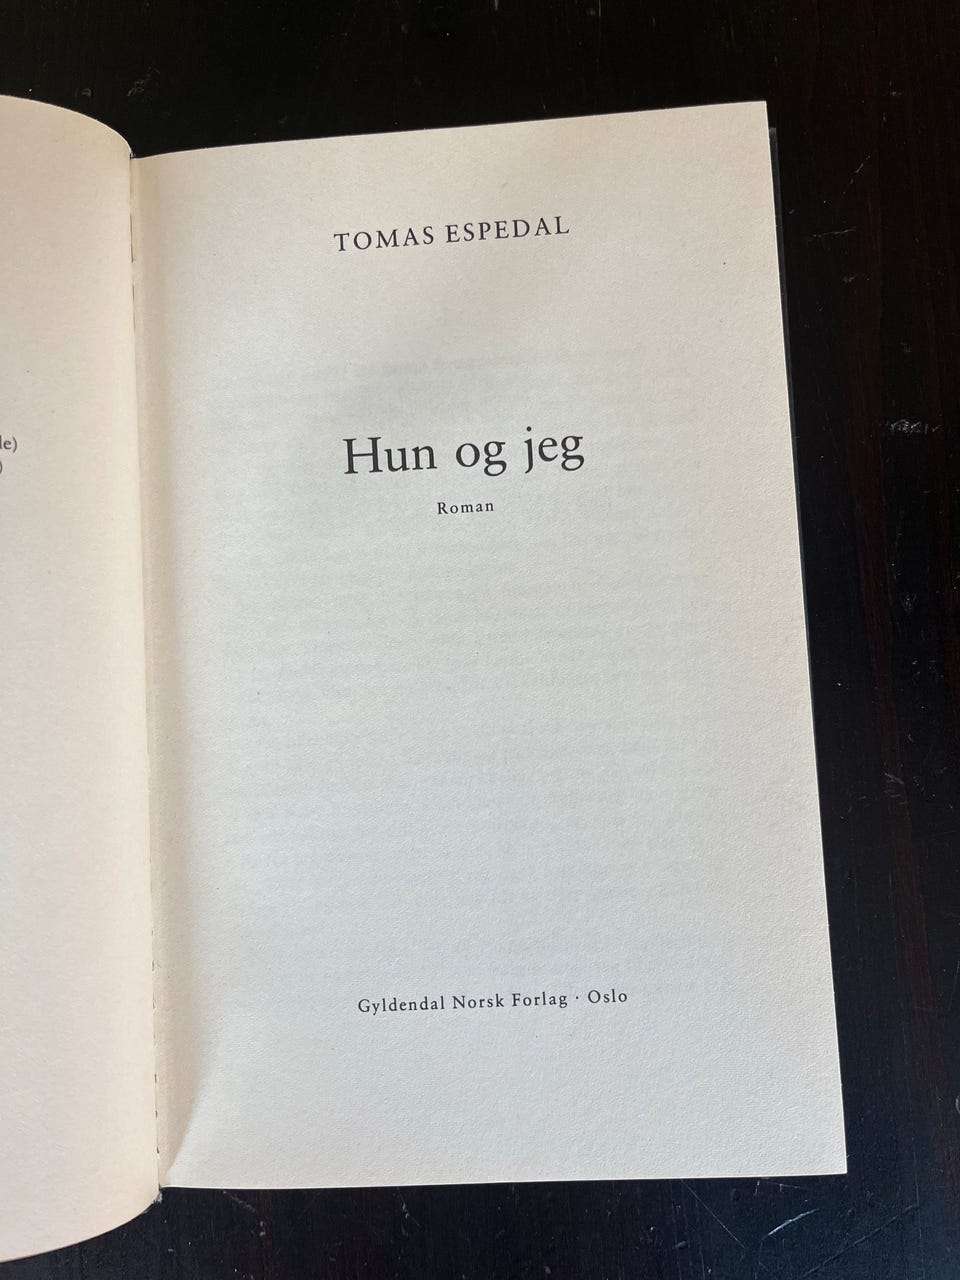 TOMAS ESPEDAL
Hun og jeg
Roman
Gyldendal Norsk Forlag · Oslo